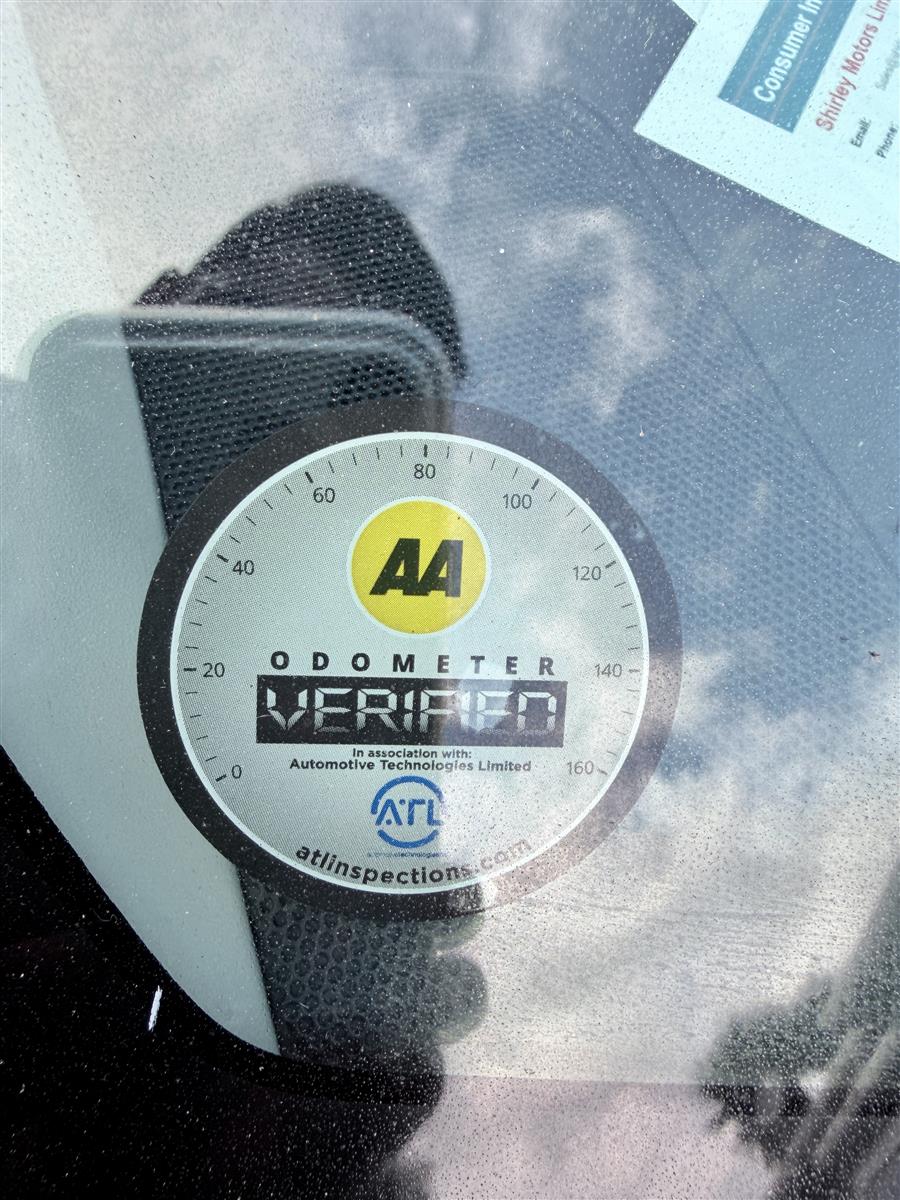 Consumer In
Shirley Motors Lim
Email:
Phone:
0
20
40
60
80
100
120
140
160
AA
ODOMETER
VERIFIED
In association with:
Automotive Technologies Limited
ATL
atlinspections.com